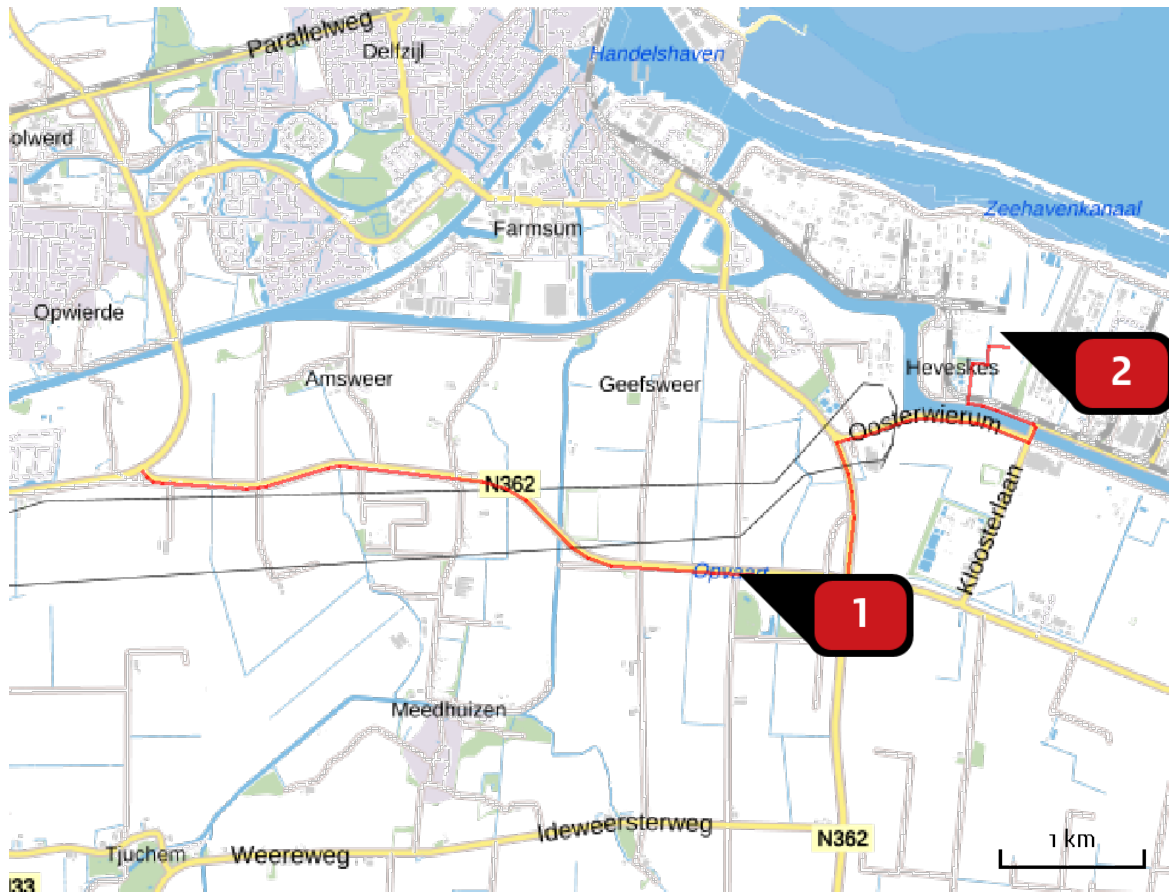 Parallelweg
Delfzijl
Handelshaven
olwerd
Zeehavenkanaal
Farmsum
Opwierde
Amsweer
Geefsweer
Heveskes
2
Oosterwierum
N362
Kloosterlaan
Opvaart
1
Meedhuizen
Ideweersterweg
N362
1 km
Tjuchem
Weereweg
33